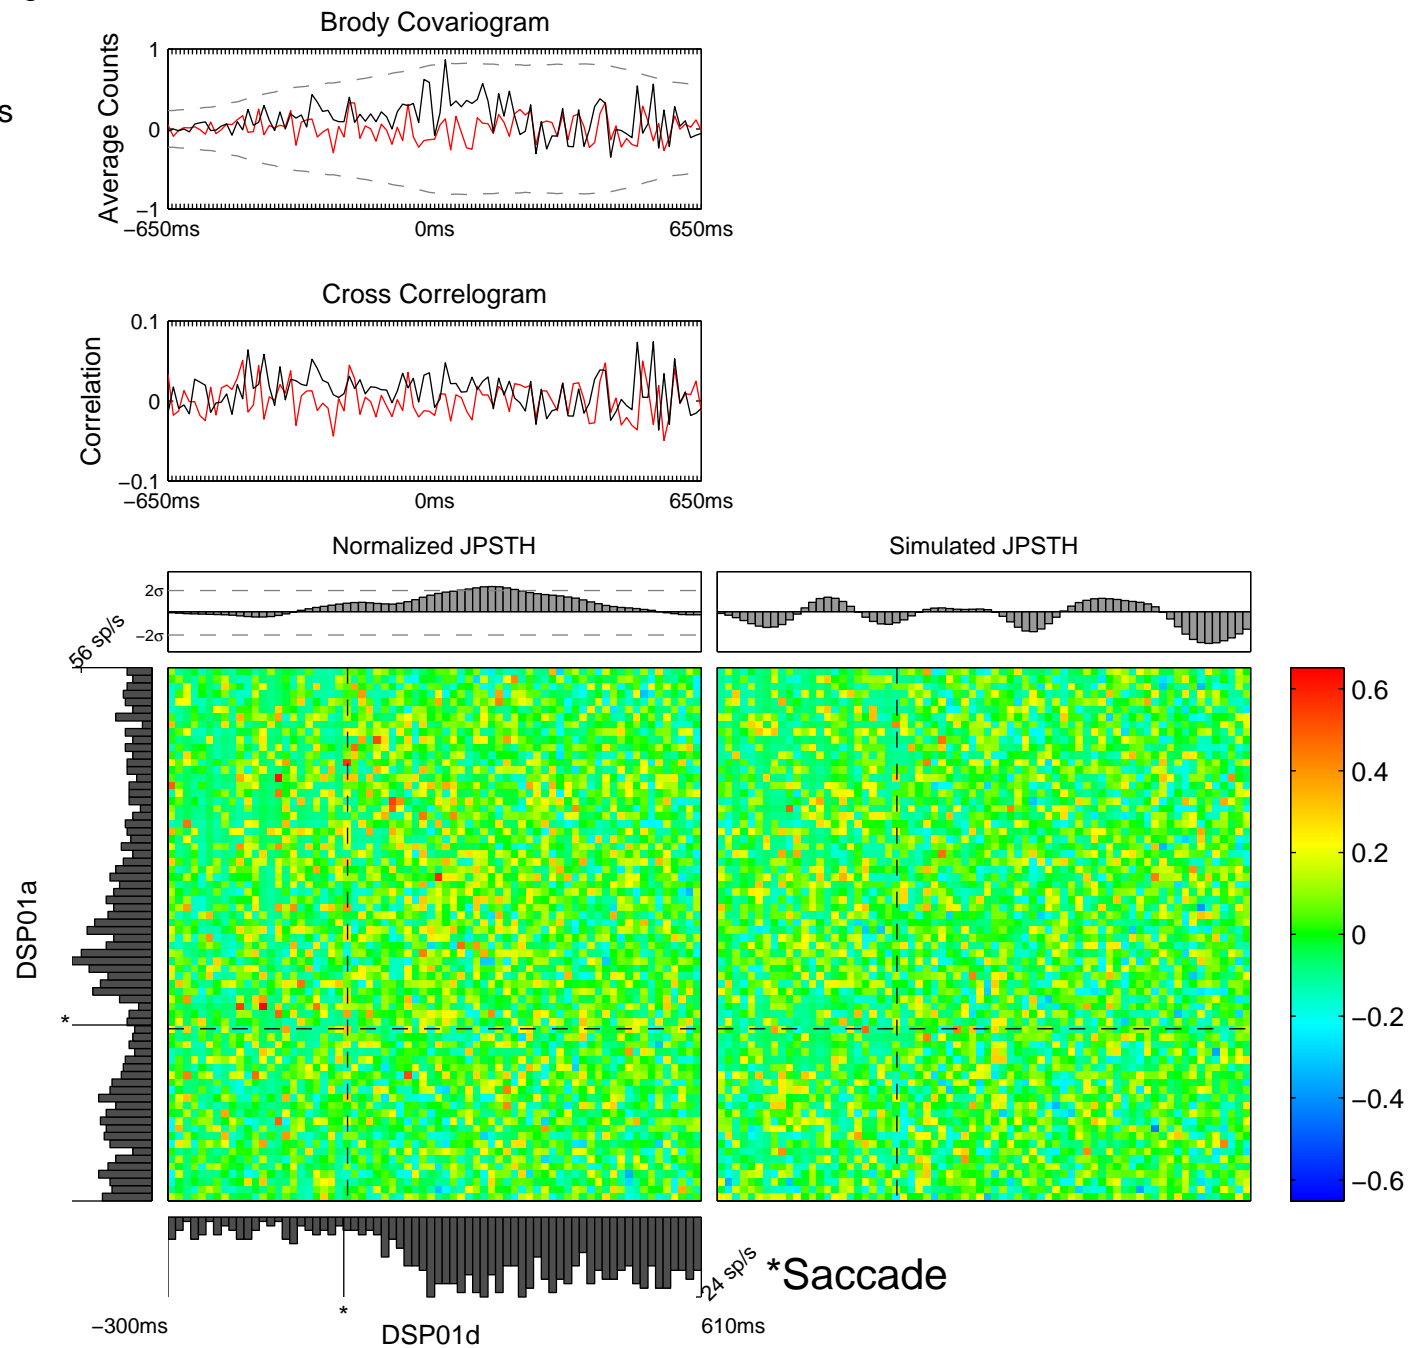 g
Brody Covariogram
s
Average Counts
1
0
−1
−650ms
0ms
650ms
Cross Correlogram
Correlation
0.1
0
−0.1
−650ms
0ms
650ms
Normalized JPSTH
Simulated JPSTH
2σ
−2σ
56 sp/s
DSP01a
*
0.6
0.4
0.2
0
−0.2
−0.4
−0.6
24 sp/s
*Saccade
*
−300ms
DSP01d
610ms